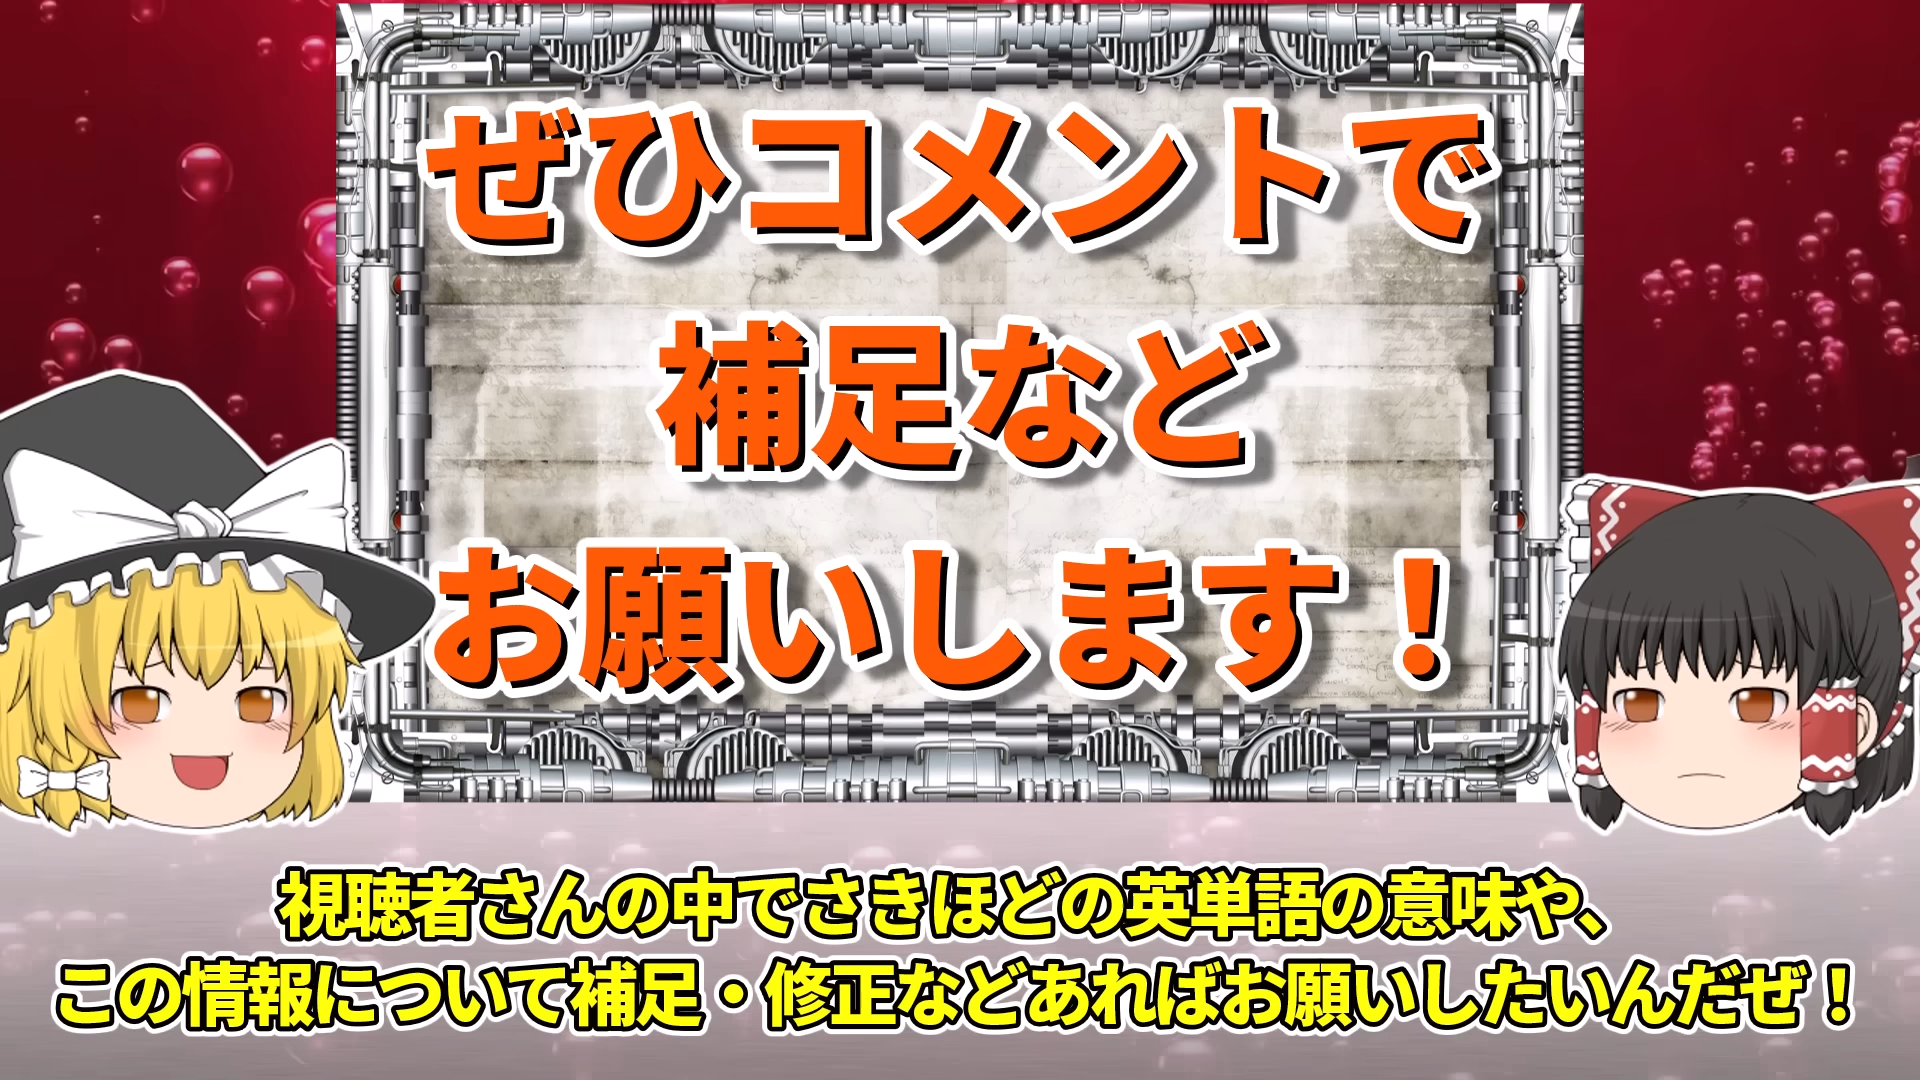 ぜひコメントで
補足など
お願いします！
視聴者さんの中でさきほどの英単語の意味や、
この情報について補足・修正などあればお願いしたいんだぜ！